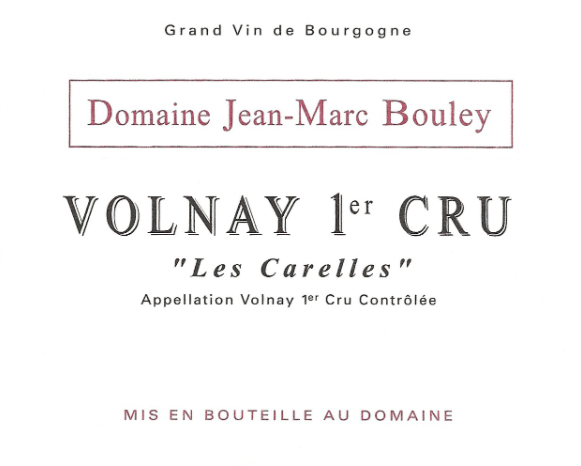 Grand Vin de Bourgogne
Domaine Jean-Marc Bouley
VOLNAY 1er CRU
"Les Carelles"
Appellation Volnay 1er Cru Contrôlée
MIS EN BOUTEILLE AU DOMAINE